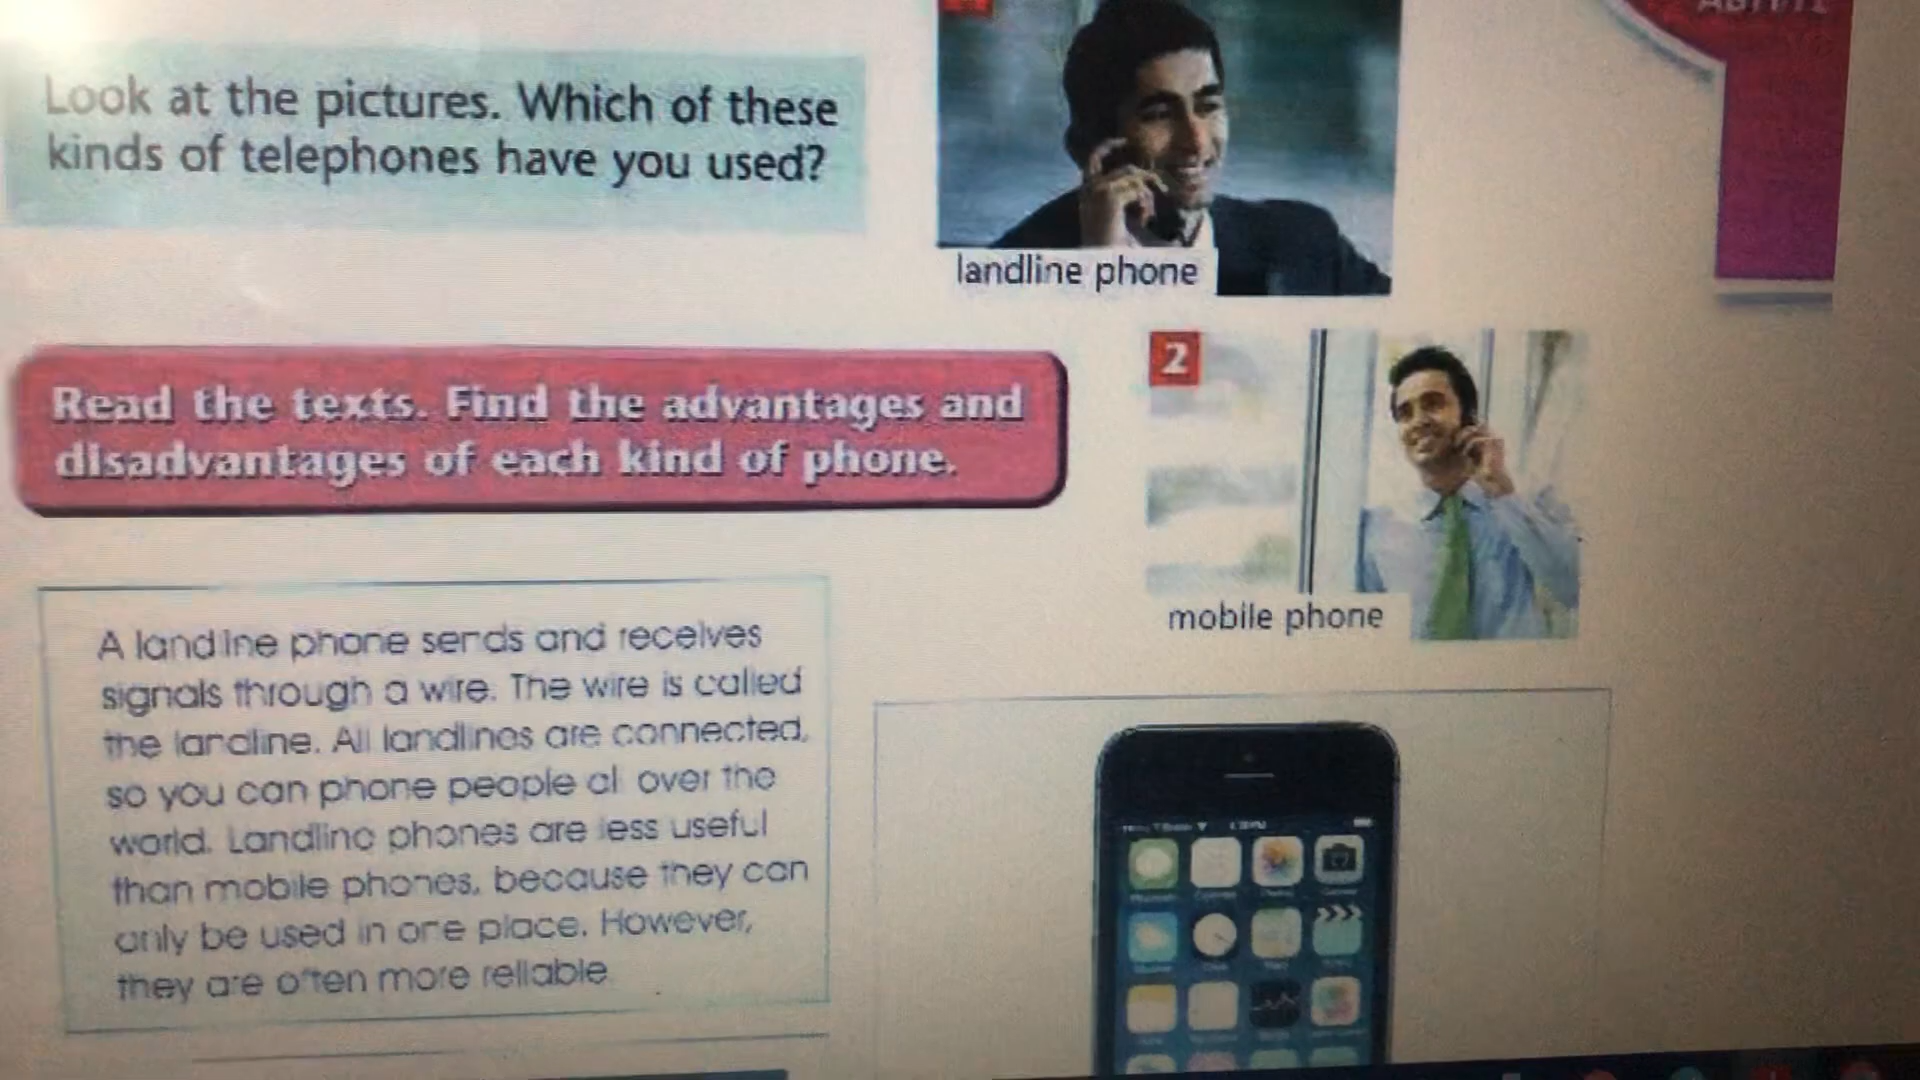 Look at the pictures. Which of these
kinds of telephones have you used?
landline phone
Read the texts. Find the advantages and
disadvantages of each kind of phone.
2
mobile phone
A landline phone sends and receives
signals through a wire. The wire is called
the landline. All landlines are connected,
so you can phone people all over the
world. Landline phones are less useful
than mobile phones, because they can
only be used in one place. However,
they are often more reliable.